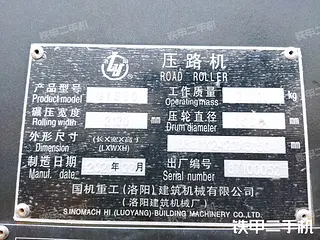 LH
压路机
ROAD ROLLER
产品型号
Product model
工作质量 kg
Operating mass
碾压宽度
Rolling width
压轮直径
Drum diameter
外形尺寸 (长X宽X高)
Dimension (LXWXH)
制造日期 年 月
Manuf. date
出厂编号
Serial number
国机重工(洛阳)建筑机械有限公司
(洛阳建筑机械厂)
SINOMACH HI (LUOYANG) BUILDING MACHINERY CO.,LTD.
铁甲二手机